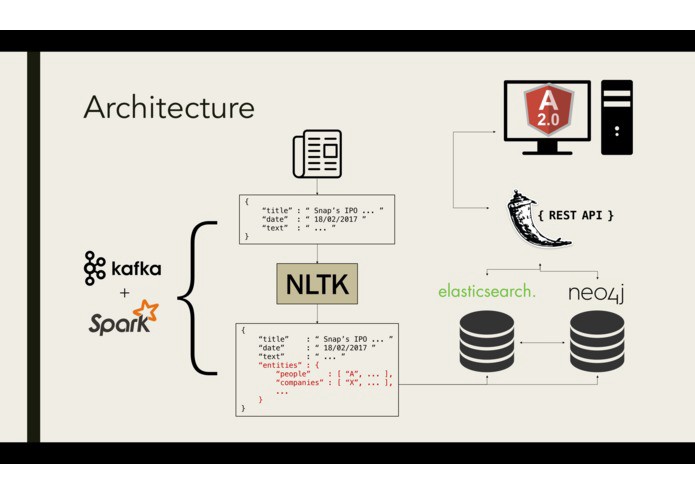 Architecture
{
"title" : " Snap's IPO ... "
"date" : " 18/02/2017 "
"text" : " ... "
}
kafka
+
Spark
NLTK
{
"title" : " Snap's IPO ... "
"date" : " 18/02/2017 "
"text" : " ... "
"entities" : {
"people" : [ "A", ... ],
"companies" : [ "X", ... ],
...
}
}
A
2.0
{ REST API }
elasticsearch.
neo4j